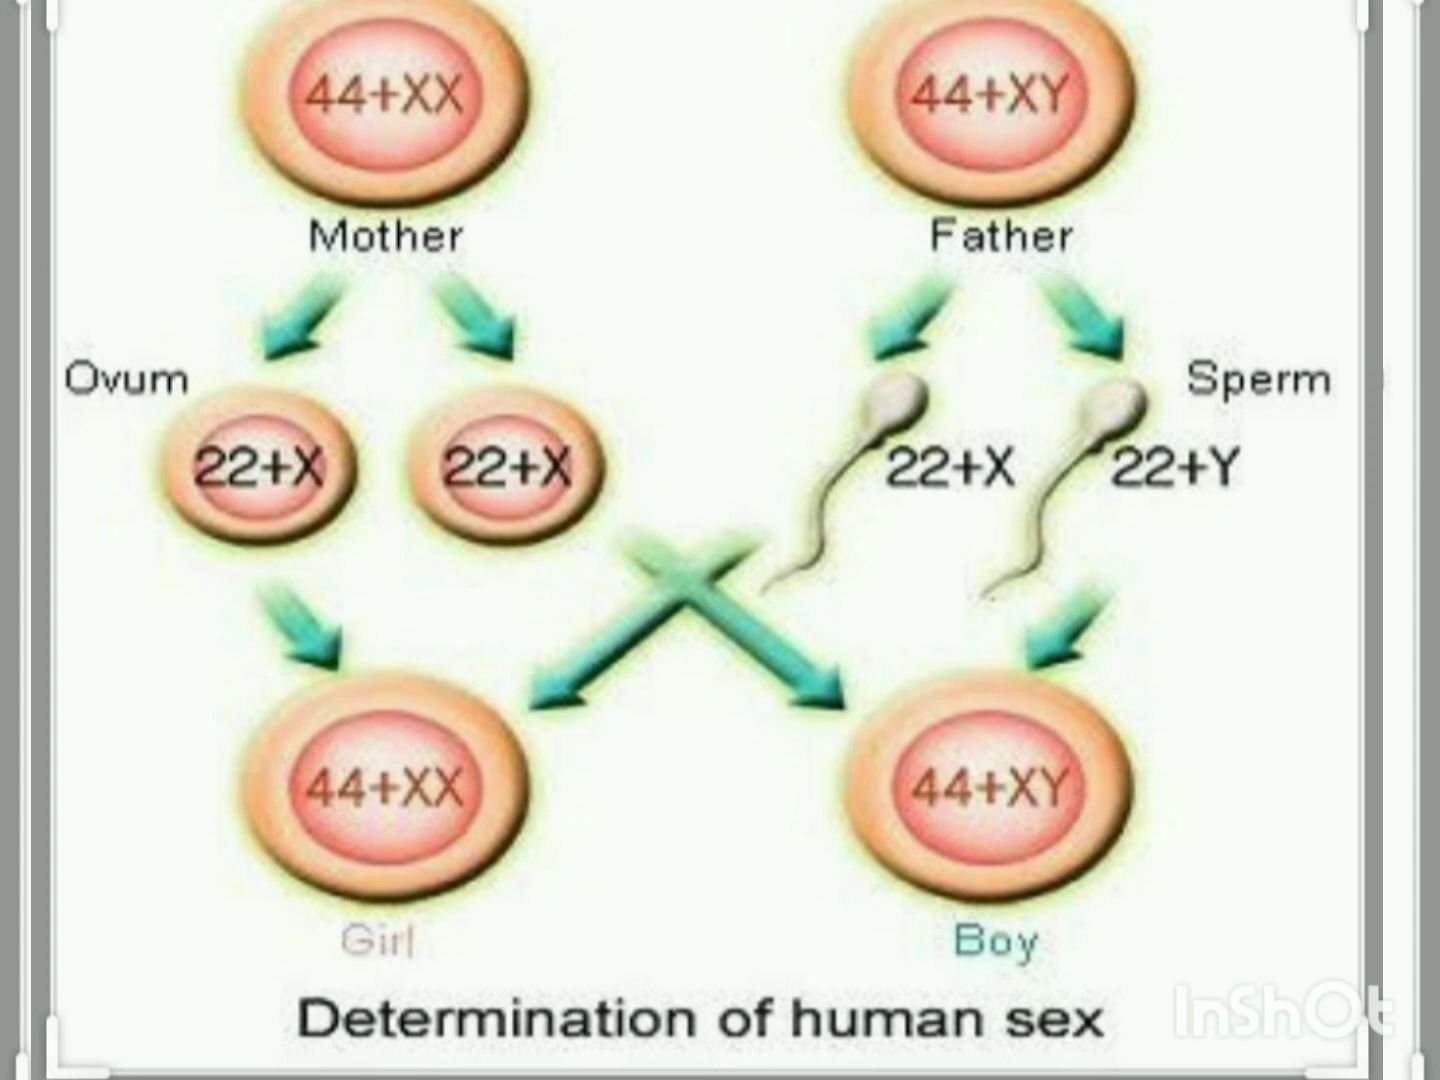 44+XX
44+XY
Mother
Father
Ovum
Sperm
22+X
22+X
22+X
22+Y
44+XX
44+XY
Girl
Boy
Determination of human sex
InShOt